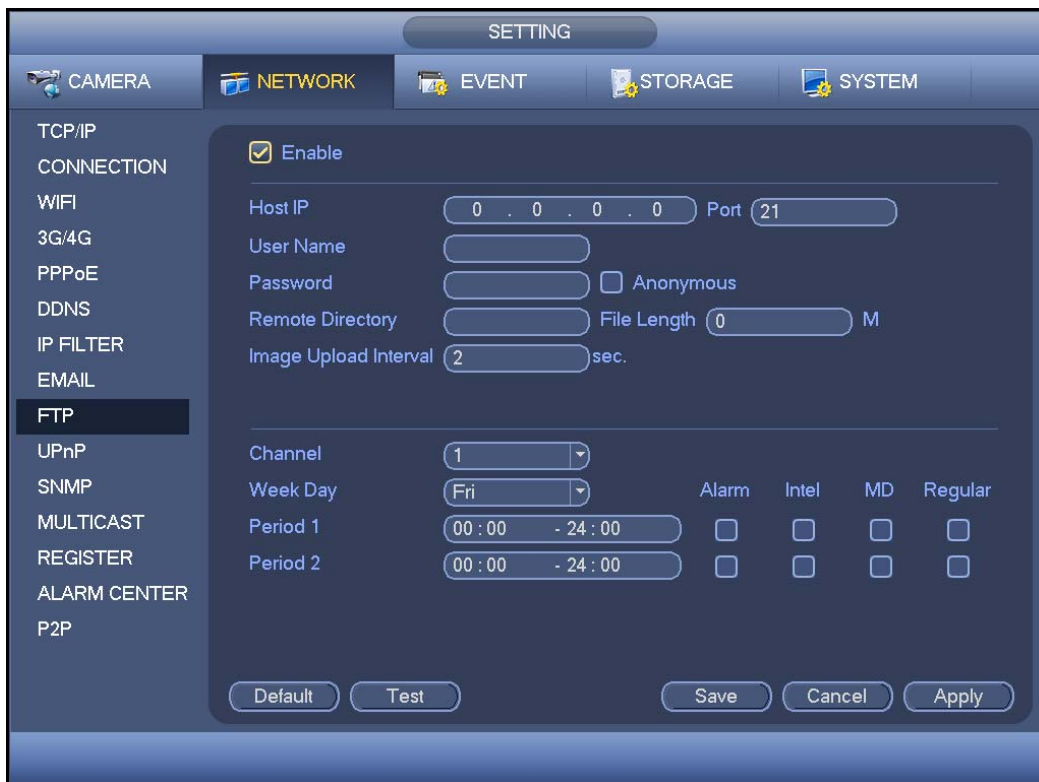 SETTING
CAMERA NETWORK EVENT STORAGE SYSTEM
TCP/IP
CONNECTION
WIFI
3G/4G
PPPoE
DDNS
IP FILTER
EMAIL
FTP
UPnP
SNMP
MULTICAST
REGISTER
ALARM CENTER
P2P
Enable
Host IP 0 . 0 . 0 . 0 Port 21
User Name
Password Anonymous
Remote Directory File Length 0 M
Image Upload Interval 2 sec.
Channel 1
Week Day Fri Alarm Intel MD Regular
Period 1 00 : 00 - 24 : 00
Period 2 00 : 00 - 24 : 00
Default Test Save Cancel Apply